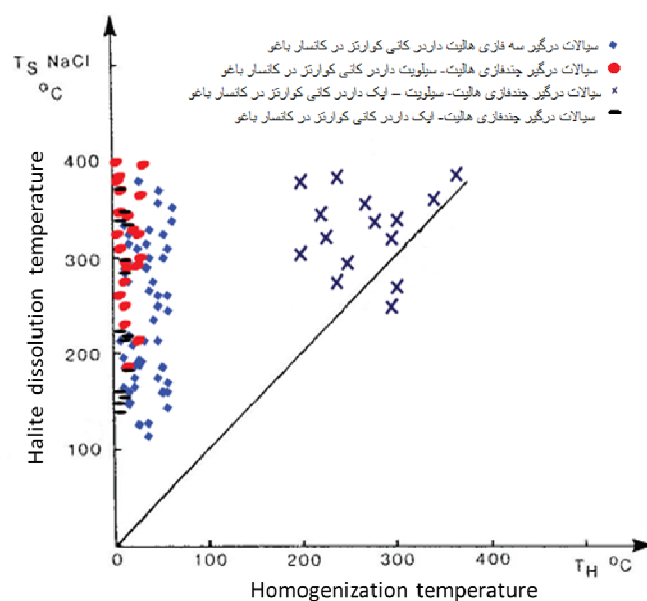 سیالات درگیر سه فازی هالیت داردر کانی کوارتز در کانسار باغو
سیالات درگیر چندفازی هالیت- سیلویت داردر کانی کوارتز در کانسار باغو
سیالات درگیر چندفازی هالیت- سیلویت – اپک داردر کانی کوارتز در کانسار باغو
سیالات درگیر چندفازی هالیت- اپک داردر کانی کوارتز در کانسار باغو
TS NaCl
°C
400
300
200
100
Halite dissolution temperature
0 100 200 300 400 TH °C
Homogenization temperature